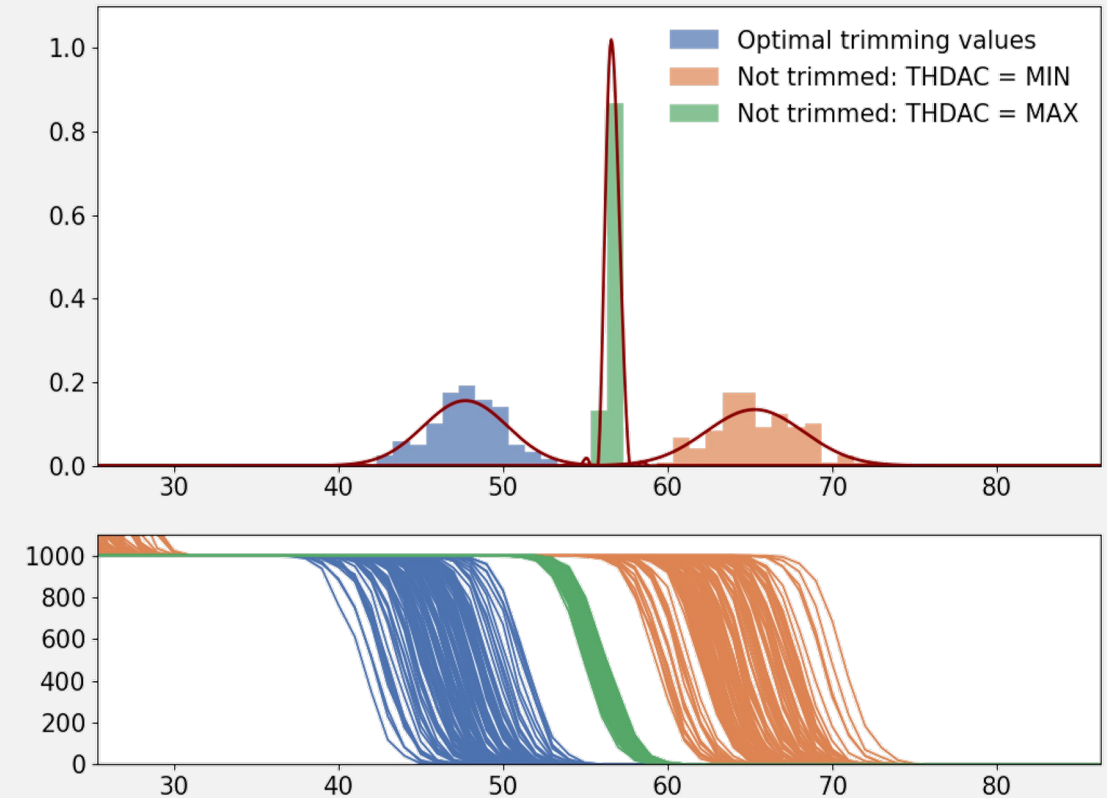 1.0
0.8
0.6
0.4
0.2
0.0
Optimal trimming values
Not trimmed: THDAC = MIN
Not trimmed: THDAC = MAX
30 40 50 60 70 80
1000
800
600
400
200
0
30 40 50 60 70 80